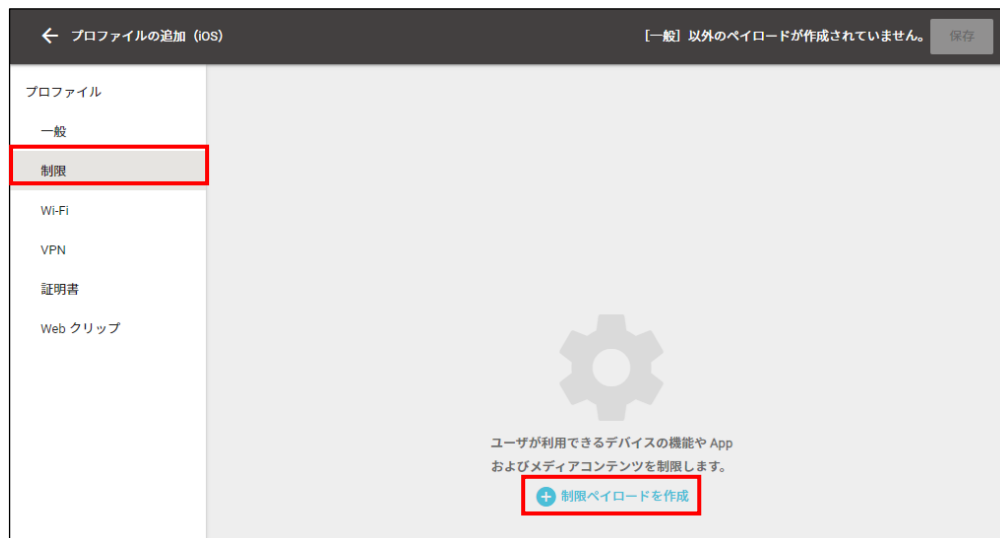 プロファイルの追加（iOS）
［一般］以外のペイロードが作成されていません。
保存
プロファイル
一般
制限
Wi-Fi
VPN
証明書
Web クリップ
ユーザが利用できるデバイスの機能や App
およびメディアコンテンツを制限します。
制限ペイロードを作成